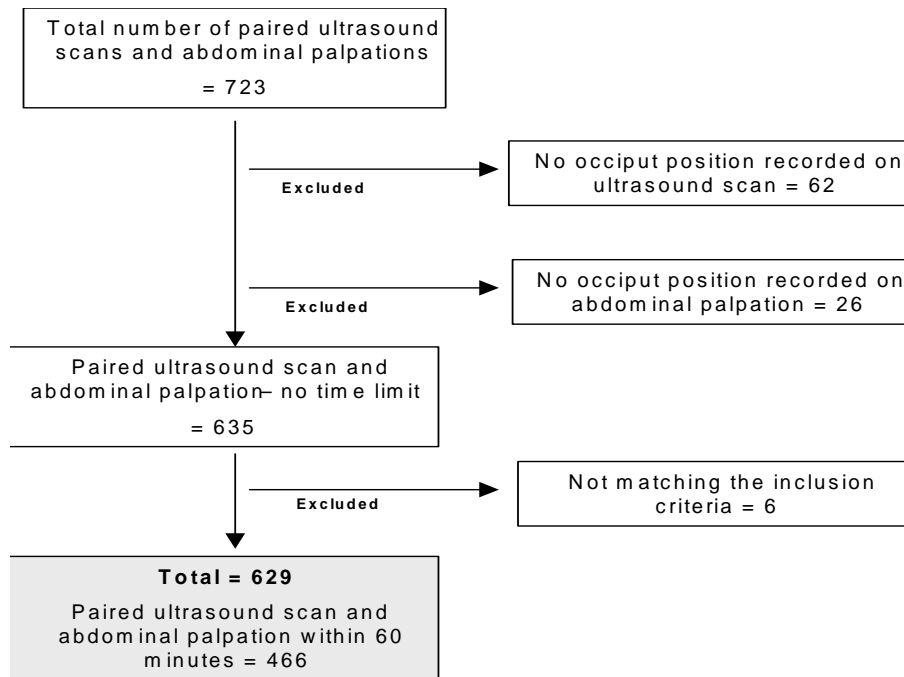 Total number of paired ultrasound
scans and abdominal palpations
= 723
No occiput position recorded on
ultrasound scan = 62
Excluded
No occiput position recorded on
abdominal palpation = 26
Excluded
Paired ultrasound scan and
abdominal palpation– no time limit
= 635
Not matching the inclusion
criteria = 6
Excluded
Total = 629
Paired ultrasound scan and
abdominal palpation within 60
minutes = 466